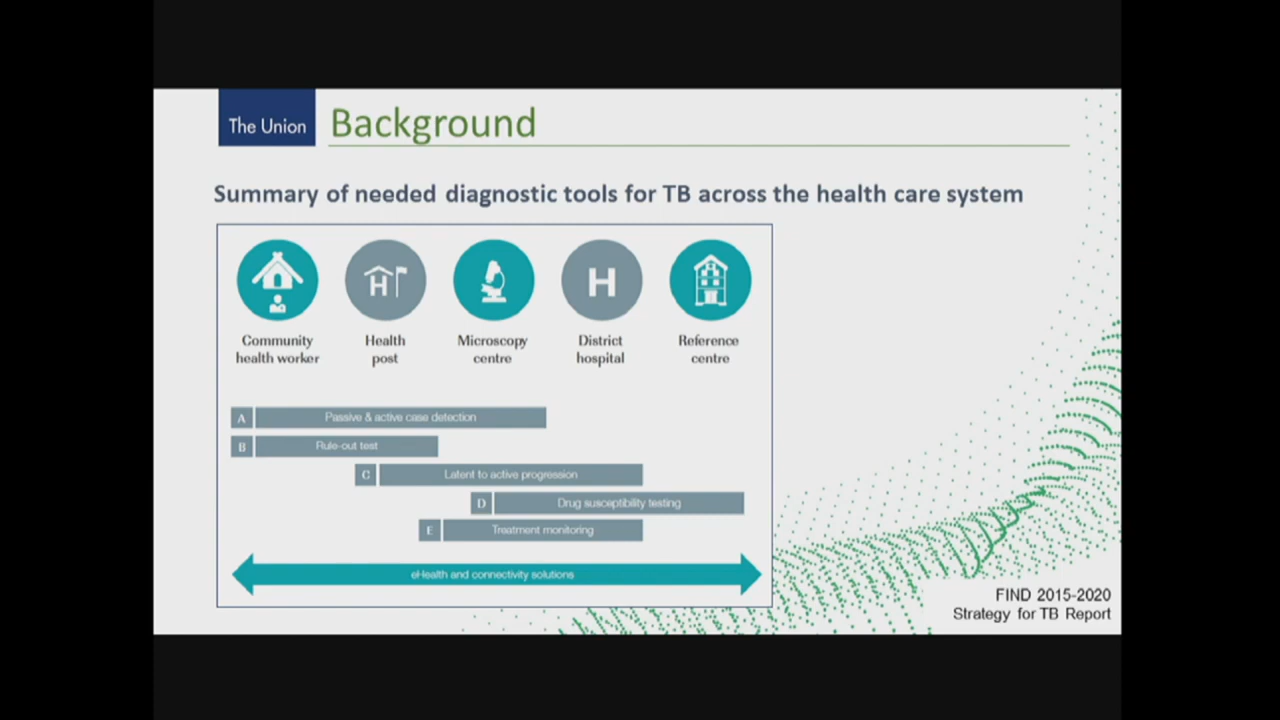 The Union
Background
Summary of needed diagnostic tools for TB across the health care system
H
H
Community
health worker
Health
post
Microscopy
centre
District
hospital
Reference
centre
A Passive & active case detection
B Rule-out test
C Latent to active progression
D Drug susceptibility testing
E Treatment monitoring
eHealth and connectivity solutions
FIND 2015-2020
Strategy for TB Report